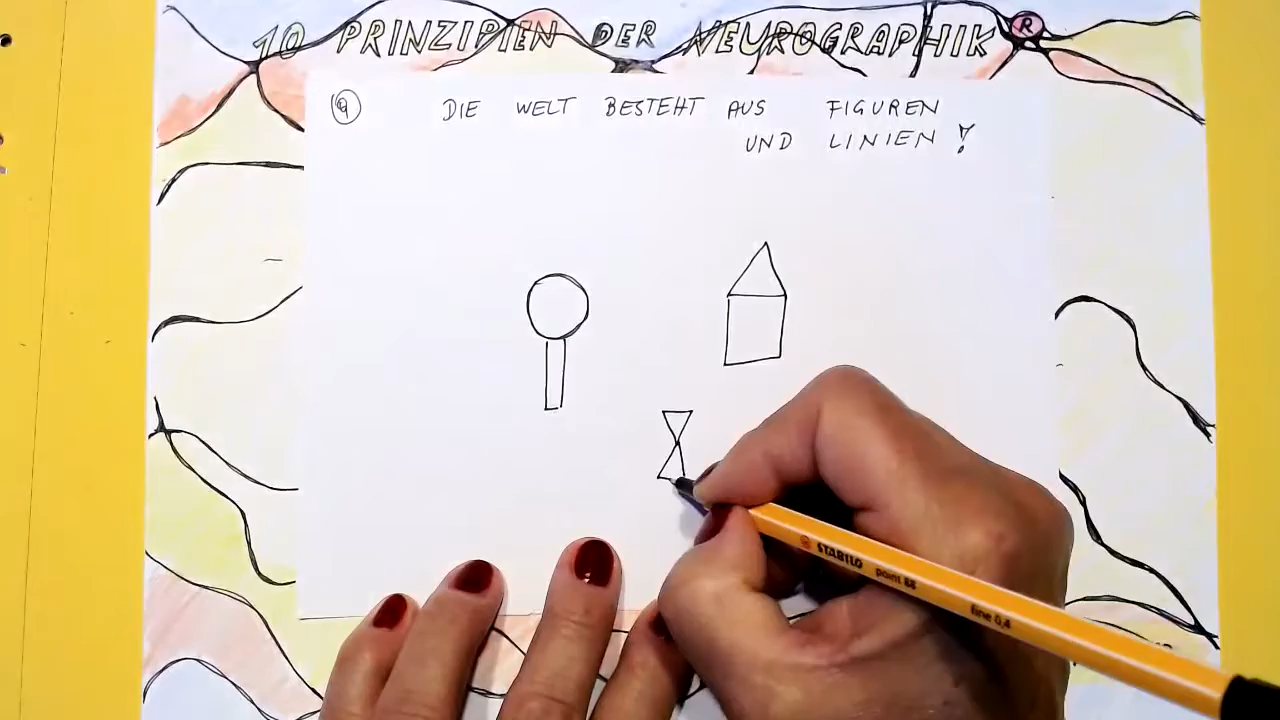 10 PRINZIPIEN DER NEUROGRAPHIK ®
9 DIE WELT BESTEHT AUS FIGUREN
UND LINIEN !
STABILO point 88 fine 0,4